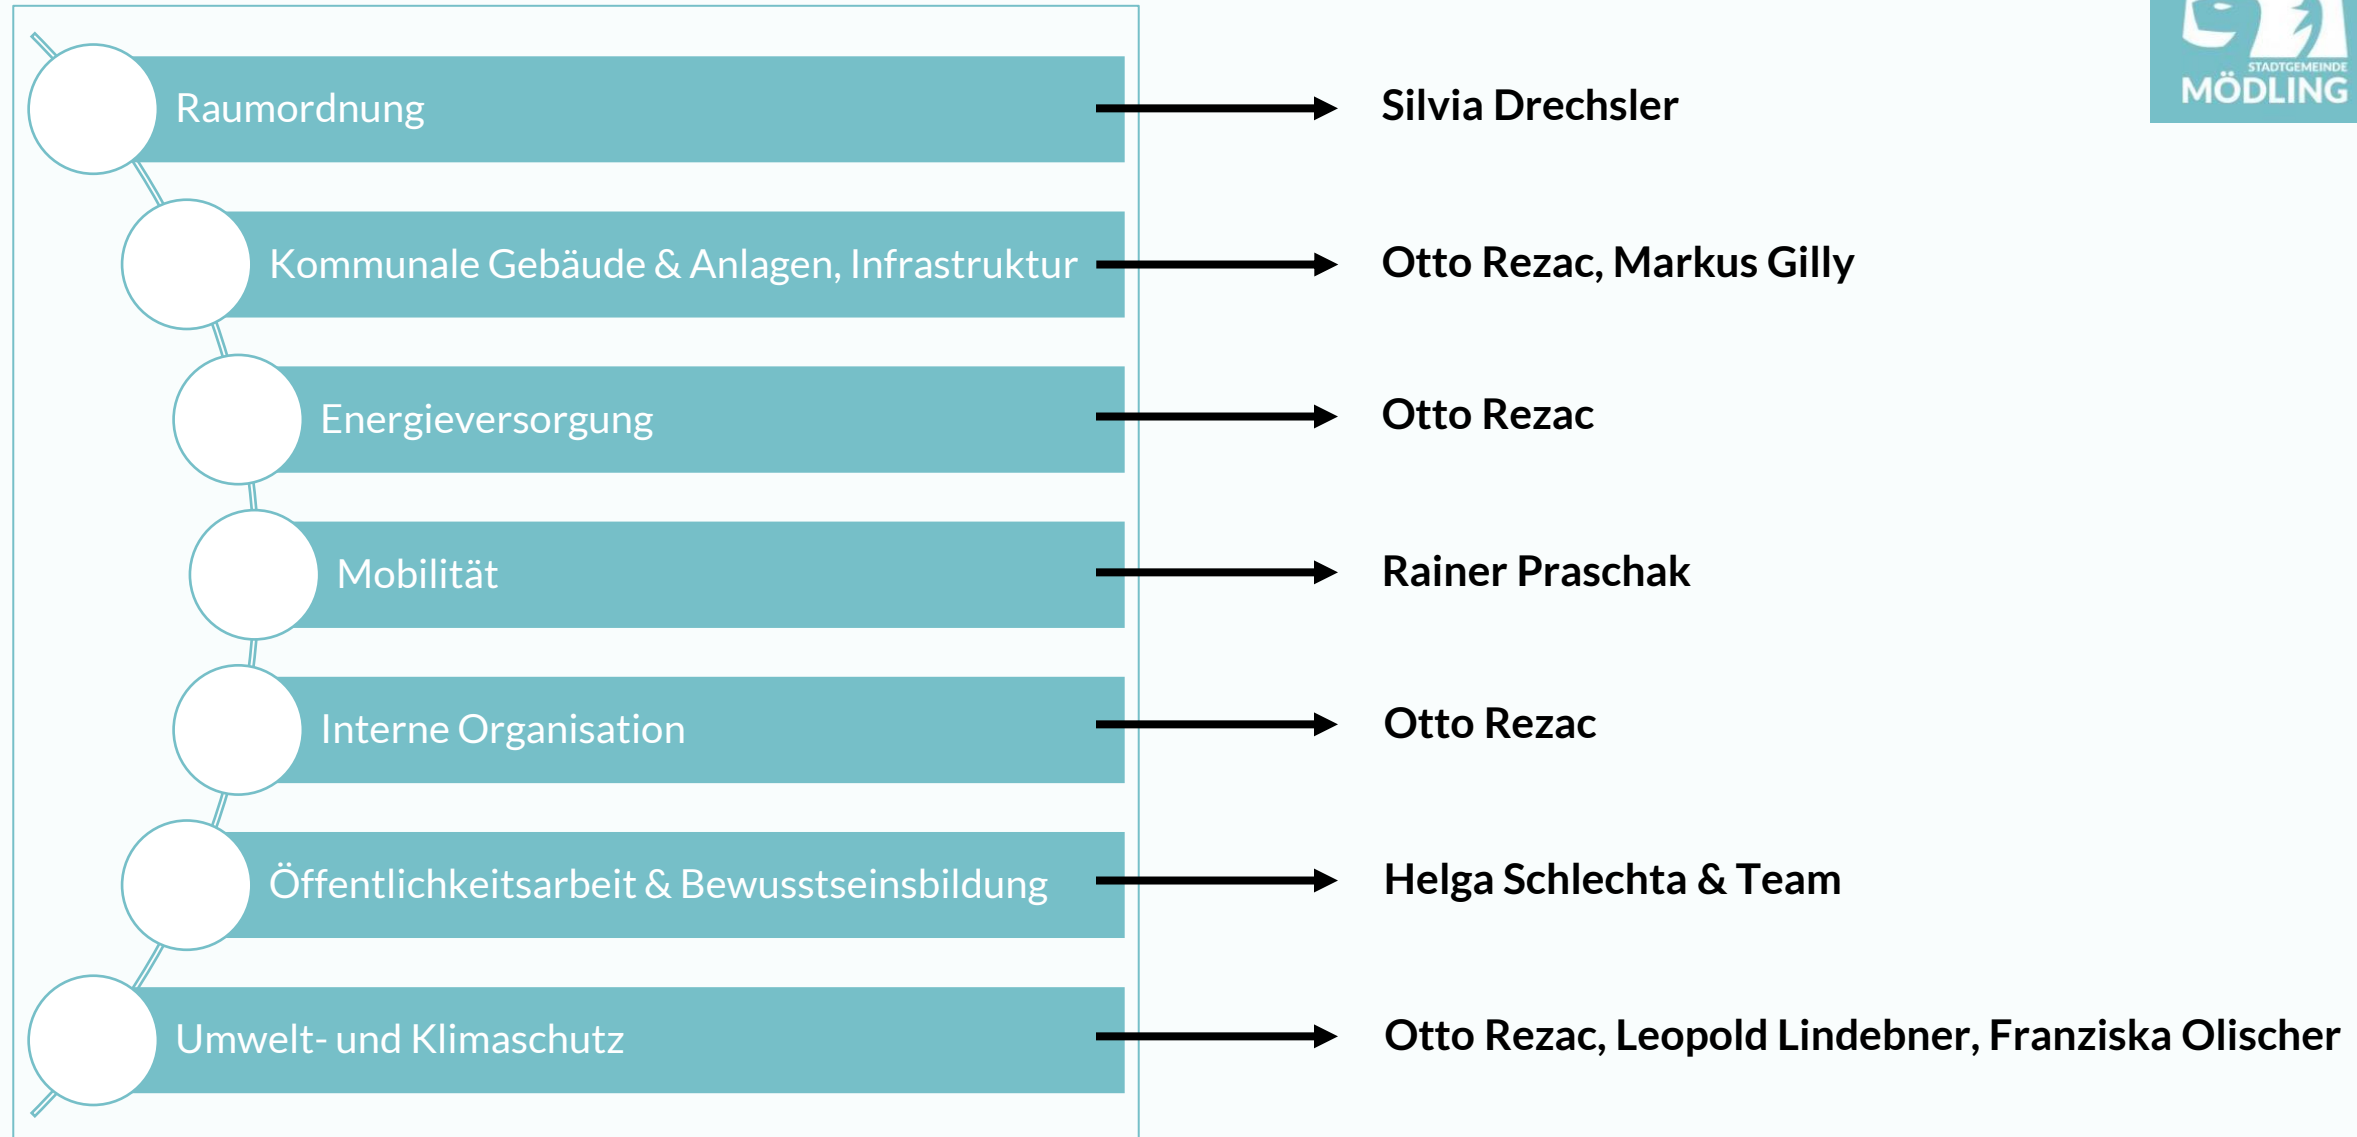 STADTGEMEINDE
MÖDLING
Raumordnung
Silvia Drechsler
Kommunale Gebäude & Anlagen, Infrastruktur
Otto Rezac, Markus Gilly
Energieversorgung
Otto Rezac
Mobilität
Rainer Praschak
Interne Organisation
Otto Rezac
Öffentlichkeitsarbeit & Bewusstseinsbildung
Helga Schlechta & Team
Umwelt- und Klimaschutz
Otto Rezac, Leopold Lindebner, Franziska Olischer